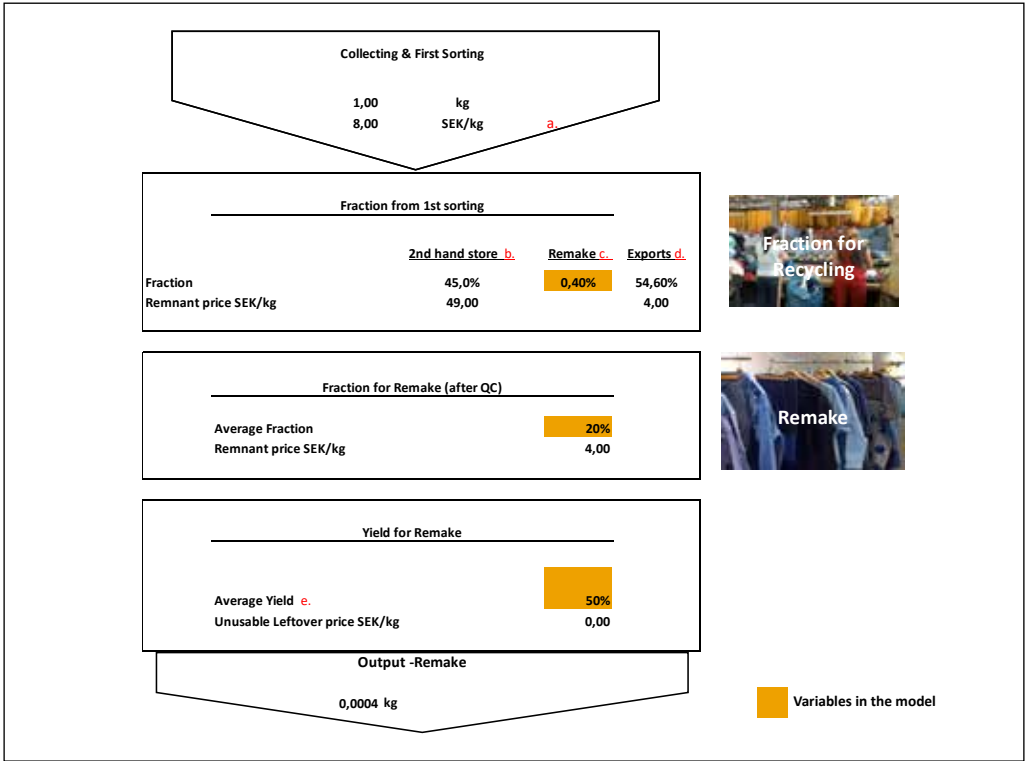 Collecting & First Sorting
1,00 kg
8,00 SEK/kg a.
Fraction from 1st sorting
2nd hand store b. Remake c. Exports d.
Fraction 45,0% 0,40% 54,60%
Remnant price SEK/kg 49,00 4,00
Fraction for
Recycling
Fraction for Remake (after QC)
Average Fraction 20%
Remnant price SEK/kg 4,00
Remake
Yield for Remake
Average Yield e. 50%
Unusable Leftover price SEK/kg 0,00
Output -Remake
0,0004 kg
Variables in the model